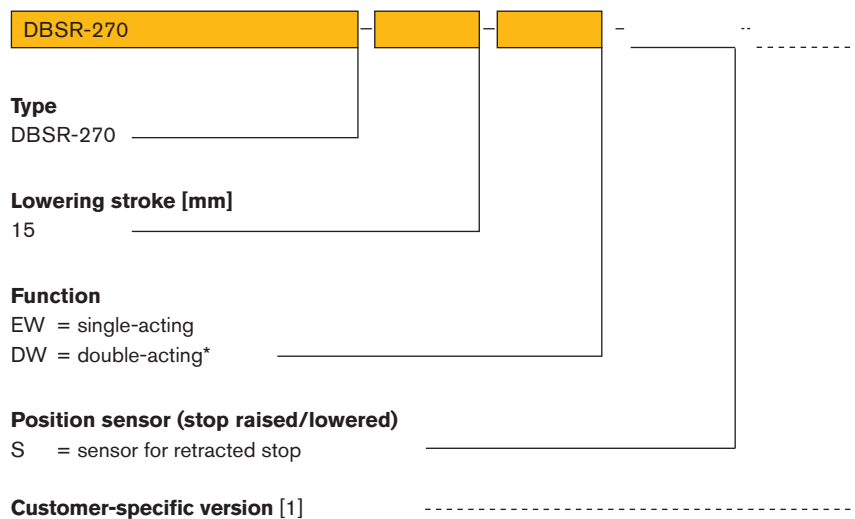 DBSR-270 – – – --
Type
DBSR-270
Lowering stroke [mm]
15
Function
EW = single-acting
DW = double-acting*
Position sensor (stop raised/lowered)
S = sensor for retracted stop
Customer-specific version [1]